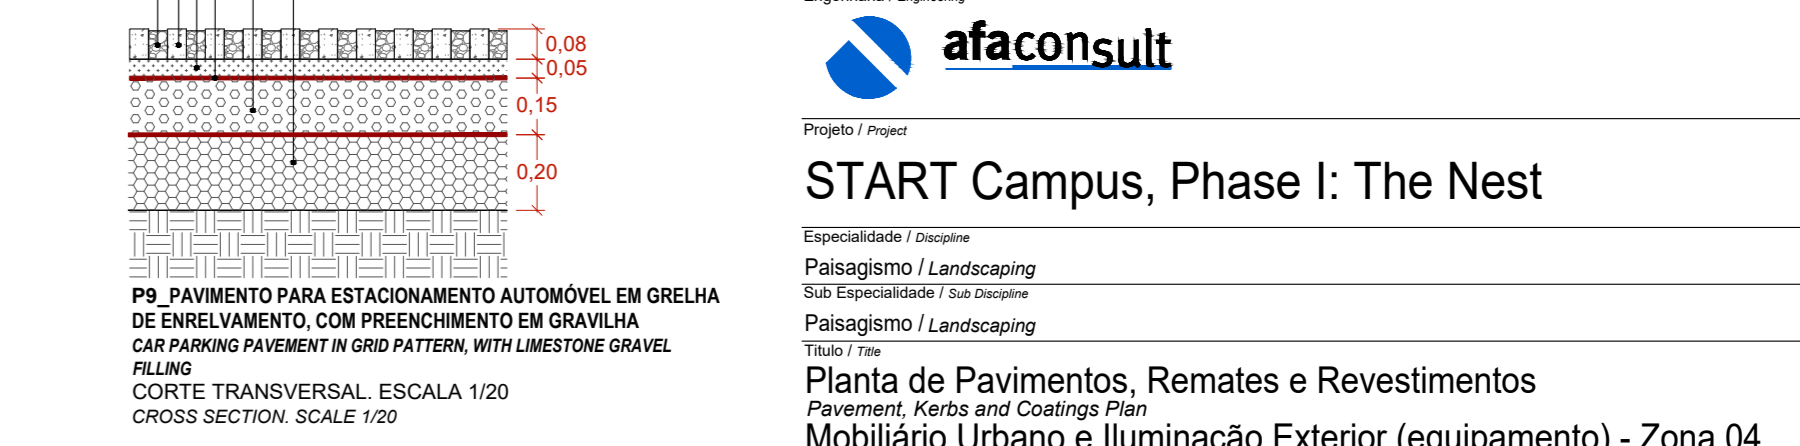 Engenharia / Engineering
afaconsult
0,08
0,05
0,15
0,20
P9_PAVIMENTO PARA ESTACIONAMENTO AUTOMÓVEL EM GRELHA
DE ENRELVAMENTO, COM PREENCHIMENTO EM GRAVILHA
CAR PARKING PAVEMENT IN GRID PATTERN, WITH LIMESTONE GRAVEL
FILLING
CORTE TRANSVERSAL. ESCALA 1/20
CROSS SECTION. SCALE 1/20
Projeto / Project
START Campus, Phase I: The Nest
Especialidade / Discipline
Paisagismo / Landscaping
Sub Especialidade / Sub Discipline
Paisagismo / Landscaping
Titulo / Title
Planta de Pavimentos, Remates e Revestimentos
Pavement, Kerbs and Coatings Plan
Mobiliário Urbano e Iluminação Exterior (equipamento) - Zona 04